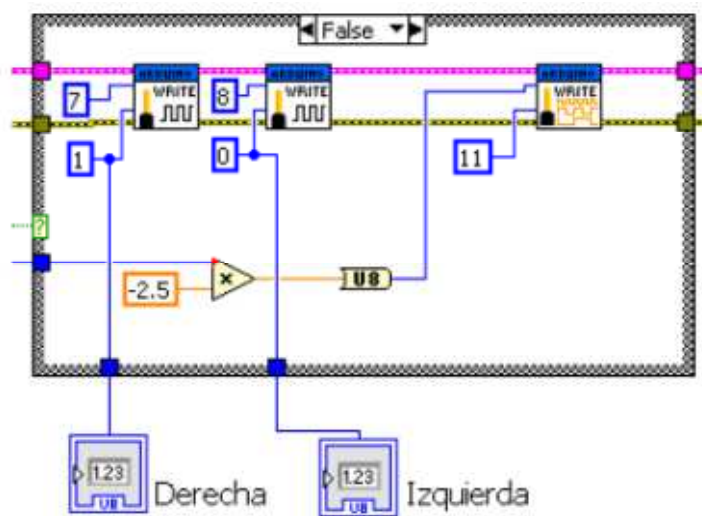 False
ARDUINO ARDUINO ARDUINO
7 WRITE 8 WRITE WRITE
1 0 11
?
x
-2.5 U8
1.23 1.23
U8 Derecha U8 Izquierda